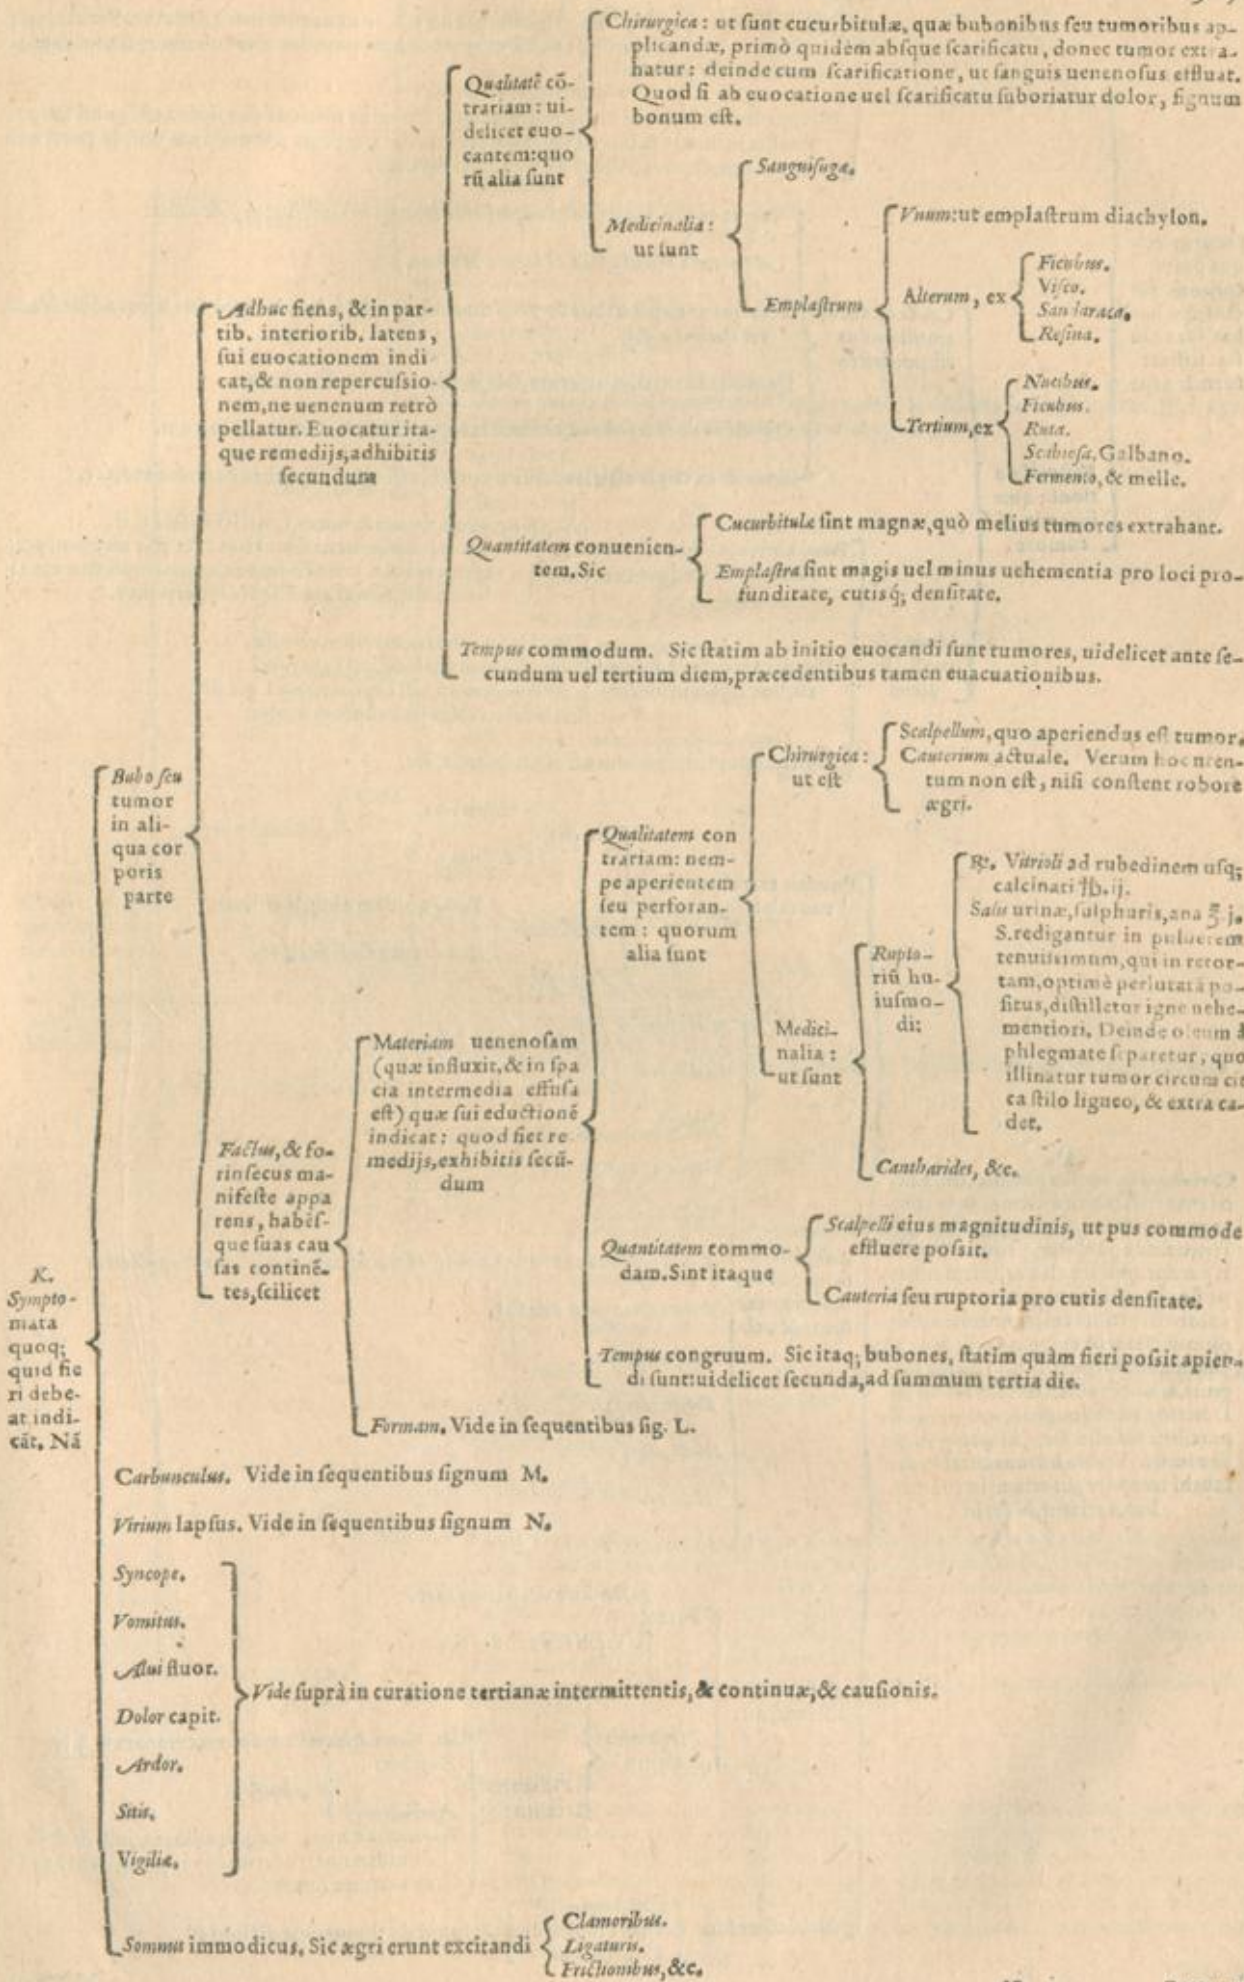 K.
Sympto-
mata
quoq;
quid fie
ri debe-
at indi-
cāt. Nā
Bubo ſeu
tumor
in ali-
qua cor
poris
parte
Adhuc fiens, & in par-
tib. interiorib. latens,
ſui euocationem indi
cat, & non repercuſsio-
nem, ne uenenum retrò
pellatur. Euocatur ita-
que remedijs, adhibitis
ſecundum
Qualitatē cō-
trariam: ui-
delicet euo-
cantem: quo
rū alia ſunt
Chirurgica: ut ſunt cucurbitulæ, quæ bubonibus ſeu tumoribus ap-
plicandæ, primò quidem abſque ſcarificatu, donec tumor extra-
hatur: deinde cum ſcarificatione, ut ſanguis uenenoſus effluat.
Quod ſi ab euocatione uel ſcarificatu ſuboriatur dolor, ſignum
bonum eſt.
Medicinalia:
ut ſunt
Sanguiſugæ.
Emplaſtrum
Vnum: ut emplaſtrum diachylon.
Alterum, ex
Ficubus.
Viſco.
Sandaraca.
Reſina.
Tertium, ex
Nucibus.
Ficubus.
Ruta.
Scabioſa, Galbano.
Fermento, & melle.
Quantitatem conuenien-
tem. Sic
Cucurbitulæ ſint magnæ, quò melius tumores extrahant.
Emplaſtra ſint magis uel minus uehementia pro loci pro-
funditate, cutisq; denſitate.
Tempus commodum. Sic ſtatim ab initio euocandi ſunt tumores, uidelicet ante ſe-
cundum uel tertium diem, præcedentibus tamen euacuationibus.
Factus, & fo-
rinſecus ma-
nifeſte appa
rens, habēſ-
que ſuas cau
ſas continē-
tes, ſcilicet
Materiam uenenoſam
(quæ influxit, & in ſpa
cia intermedia effuſa
eſt) quæ ſui eductionē
indicat: quod fiet re
medijs, exhibitis ſecū-
dum
Qualitatem con
trariam: nem-
pe aperientem
ſeu perforan-
tem: quorum
alia ſunt
Chirurgica:
ut eſt
Scalpellum, quo aperiendus eſt tumor.
Cauterium actuale. Verum hoc uten-
tum non eſt, niſi conſtent robore
ægri.
Medici-
nalia:
ut ſunt
Rupto-
riū hu-
iuſmo-
di:
℞. Vitrioli ad rubedinem uſq;
calcinati ℔. ij.
Salis urinæ, ſulphuris, ana ℥ j.
S. redigantur in puluerem
tenuiſsimum, qui in retor-
tam, optimè perlutatā po-
ſitus, diſtilletur igne uehe-
mentiori. Deinde oleum à
phlegmate ſeparetur, quo
illinatur tumor circum cir
ca ſtilo ligneo, & extra ca-
det.
Cantharides, &c.
Quantitatem commo-
dam. Sint itaque
Scalpelli eius magnitudinis, ut pus commode
effluere poſsit.
Cauteria ſeu ruptoria pro cutis denſitate.
Tempus congruum. Sic itaq; bubones, ſtatim quàm fieri poſsit apien-
di ſunt: uidelicet ſecunda, ad ſummum tertia die.
Formam. Vide in ſequentibus ſig. L.
Carbunculus. Vide in ſequentibus ſignum M.
Virium lapſus. Vide in ſequentibus ſignum N.
Syncope.
Vomitus.
Alui fluor.
Dolor capit.
Ardor.
Sitis.
Vigiliæ.
Vide ſuprà in curatione tertianæ intermittentis, & continuæ, & cauſionis.
Somnus immodicus. Sic ægri erunt excitandi
Clamoribus.
Ligaturis.
Frictionibus, &c.